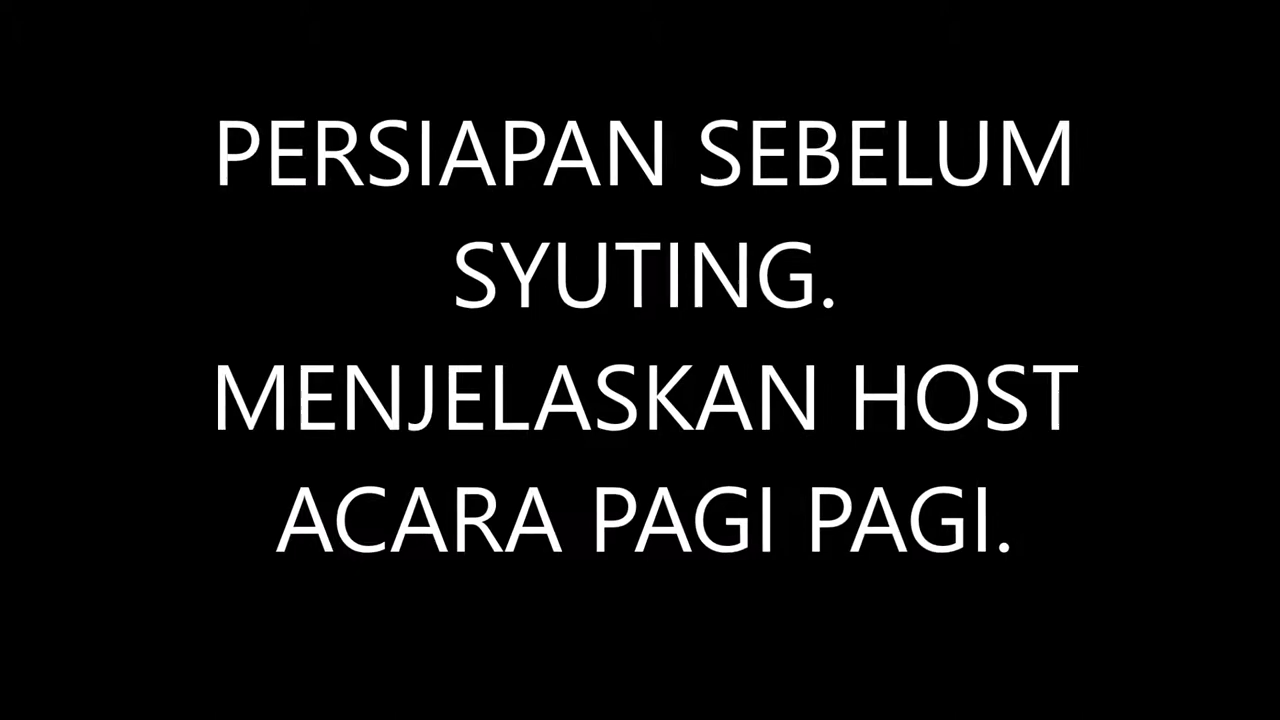 PERSIAPAN SEBELUM
SYUTING.
MENJELASKAN HOST
ACARA PAGI PAGI.